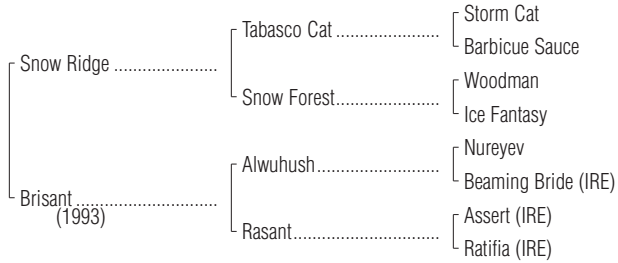 Storm Cat
Tabasco Cat ......................
Barbicue Sauce
Snow Ridge ......................
Woodman
Snow Forest......................
Ice Fantasy
Nureyev
Alwuhush..........................
Beaming Bride (IRE)
Brisant ..............................
(1993)
Assert (IRE)
Rasant...............................
Ratifia (IRE)